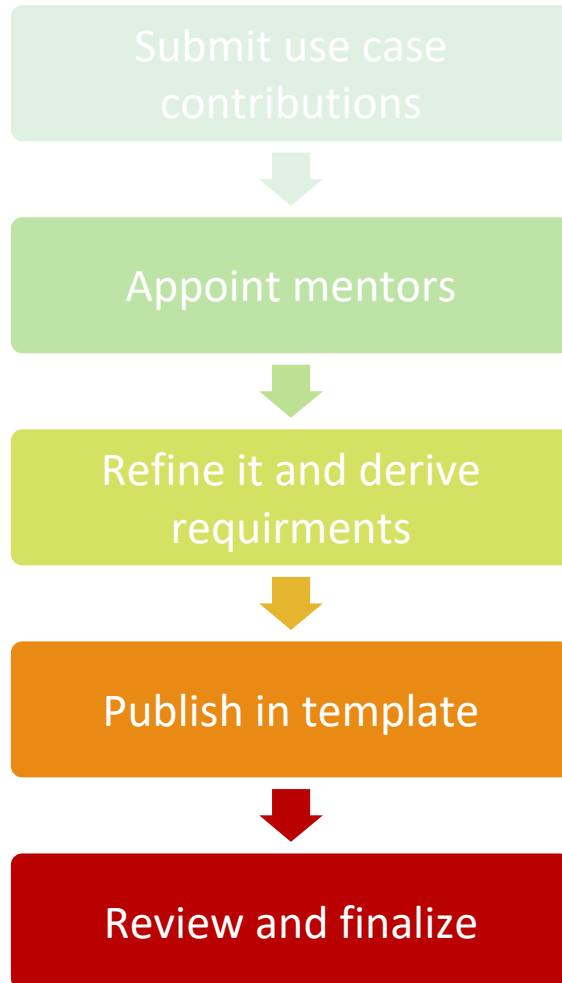 Submit use case
contributions
Appoint mentors
Refine it and derive
requirments
Publish in template
Review and finalize